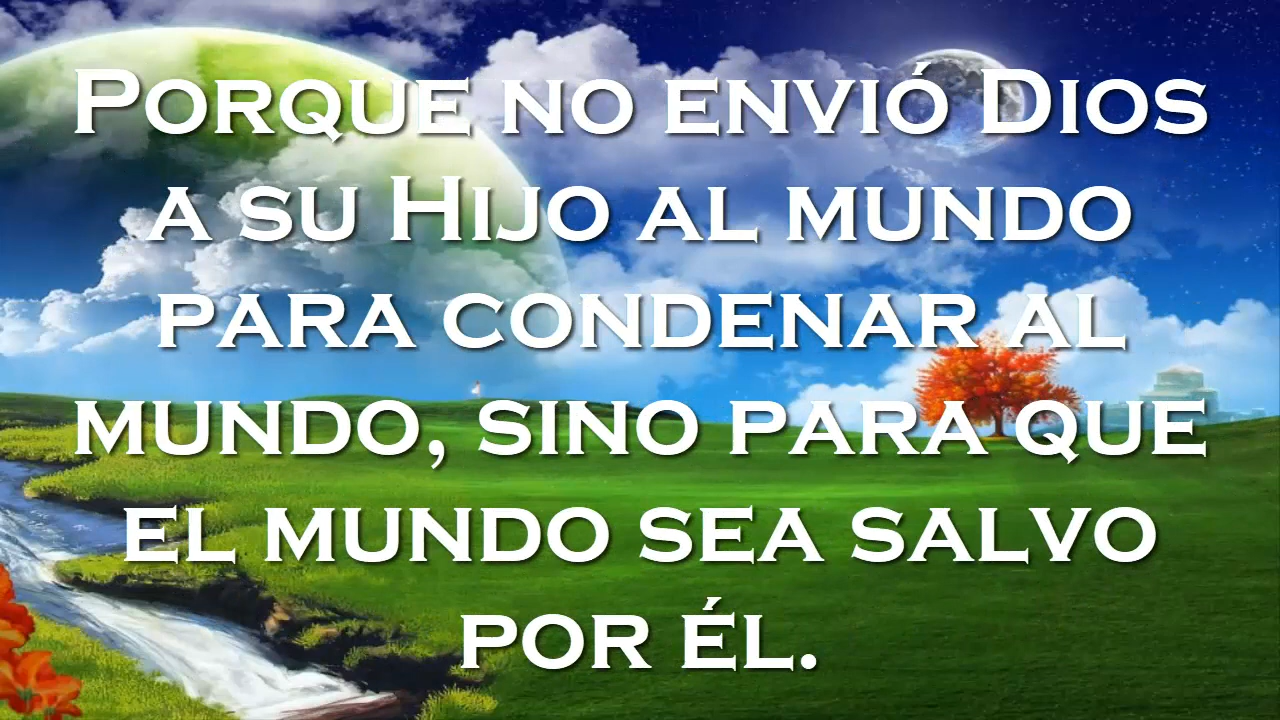 Porque no envió Dios
a su Hijo al mundo
para condenar al
mundo, sino para que
el mundo sea salvo
por él.